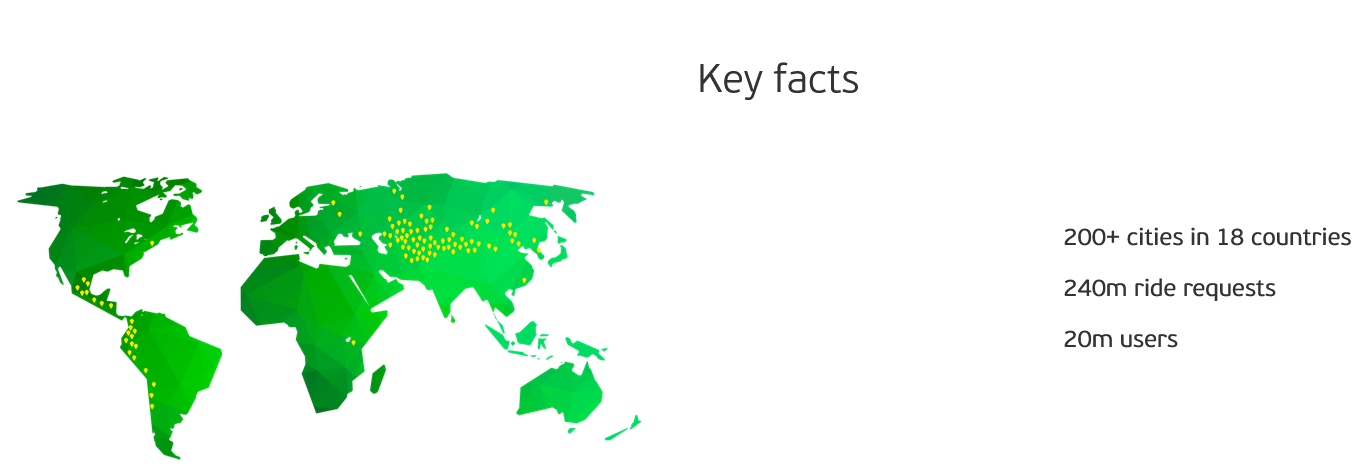 Key facts
200+ cities in 18 countries
240m ride requests
20m users